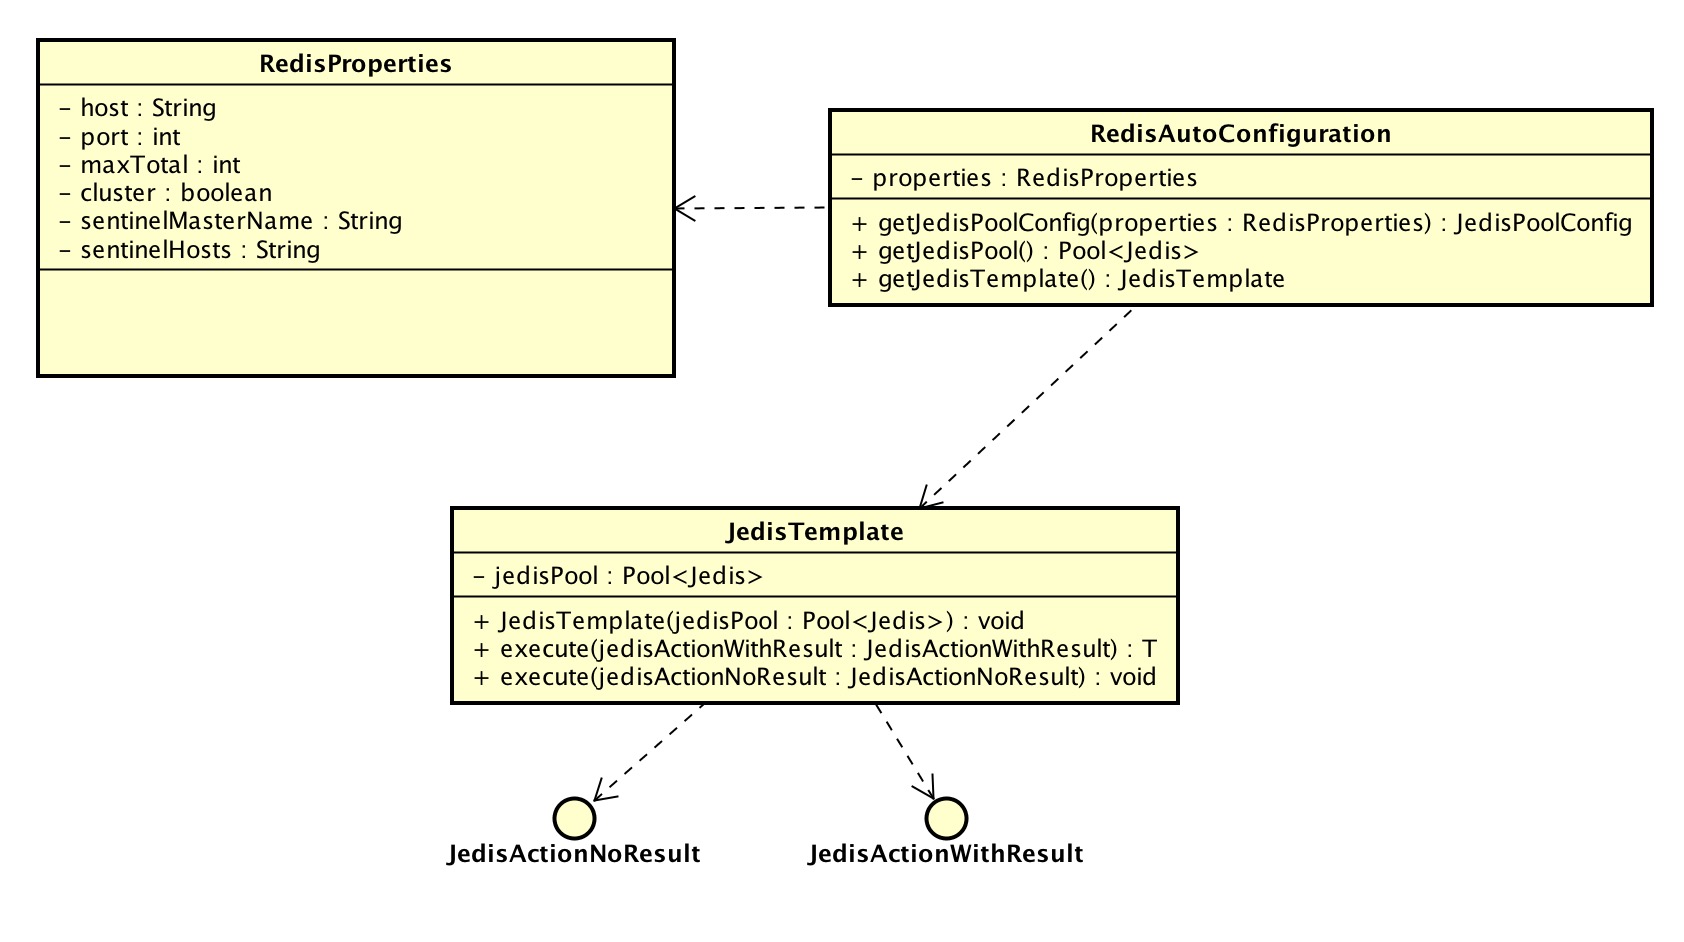 RedisProperties
– host : String
– port : int
– maxTotal : int
– cluster : boolean
– sentinelMasterName : String
– sentinelHosts : String
RedisAutoConfiguration
– properties : RedisProperties
+ getJedisPoolConfig(properties : RedisProperties) : JedisPoolConfig
+ getJedisPool() : Pool<Jedis>
+ getJedisTemplate() : JedisTemplate
JedisTemplate
– jedisPool : Pool<Jedis>
+ JedisTemplate(jedisPool : Pool<Jedis>) : void
+ execute(jedisActionWithResult : JedisActionWithResult) : T
+ execute(jedisActionNoResult : JedisActionNoResult) : void
JedisActionNoResult
JedisActionWithResult